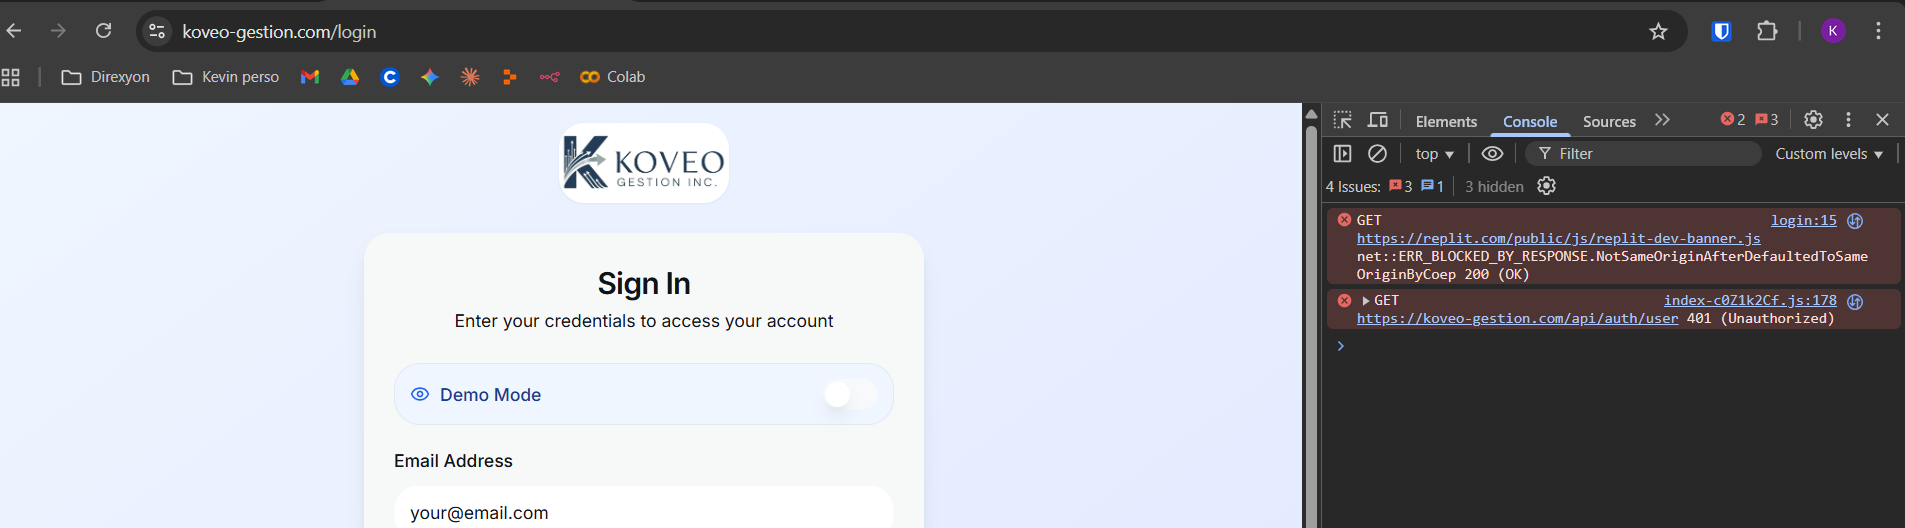 koveo-gestion.com/login
K
Direxyon
Kevin perso
Colab
KOVEO
GESTION INC.
Sign In
Enter your credentials to access your account
Demo Mode
Email Address
your@email.com
Elements
Console
Sources
2
3
top
Filter
Custom levels
4 Issues:
3
1
3 hidden
GET
login:15
https://replit.com/public/js/replit-dev-banner.js
net::ERR_BLOCKED_BY_RESPONSE.NotSameOriginAfterDefaultedToSame
OriginByCoep 200 (OK)
GET
index-c0Z1k2Cf.js:178
https://koveo-gestion.com/api/auth/user 401 (Unauthorized)